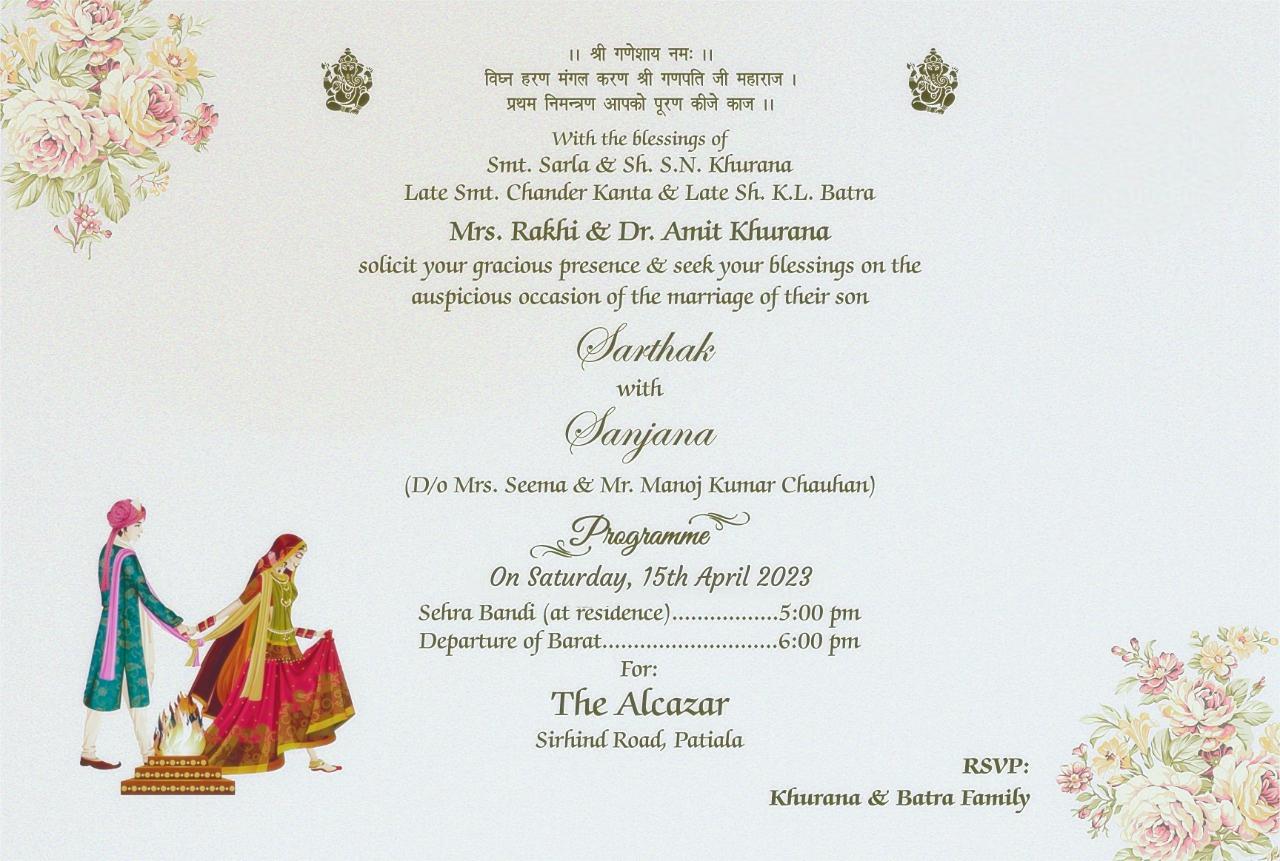 ।। श्री गणेशाय नमः ।।
विघ्न हरण मंगल करण श्री गणपति जी महाराज ।
प्रथम निमन्त्रण आपको पूरण कीजे काज ।।
With the blessings of
Smt. Sarla & Sh. S.N. Khurana
Late Smt. Chander Kanta & Late Sh. K.L. Batra
Mrs. Rakhi & Dr. Amit Khurana
solicit your gracious presence & seek your blessings on the
auspicious occasion of the marriage of their son
Sarthak
with
Sanjana
(D/o Mrs. Seema & Mr. Manoj Kumar Chauhan)
Programme
On Saturday, 15th April 2023
Sehra Bandi (at residence).................5:00 pm
Departure of Barat............................6:00 pm
For:
The Alcazar
Sirhind Road, Patiala
RSVP:
Khurana & Batra Family